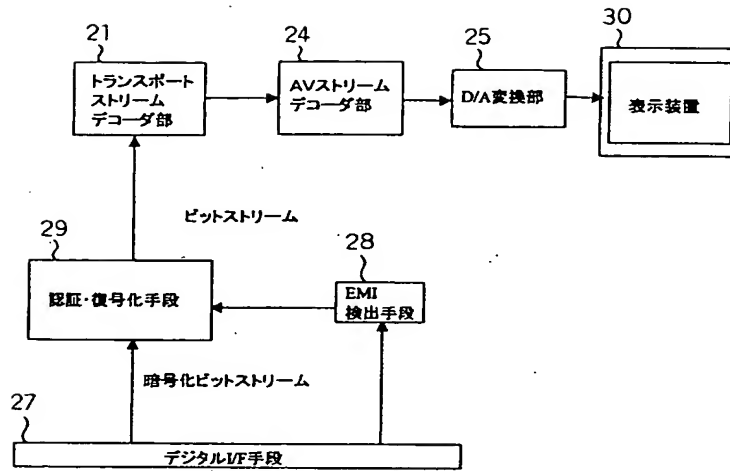 21
トランスポート
ストリーム
デコーダ部
24
AVストリーム
デコーダ部
25
D/A変換部
30
表示装置
ビットストリーム
29
認証・復号化手段
28
EMI
検出手段
暗号化ビットストリーム
27
デジタルI/F手段